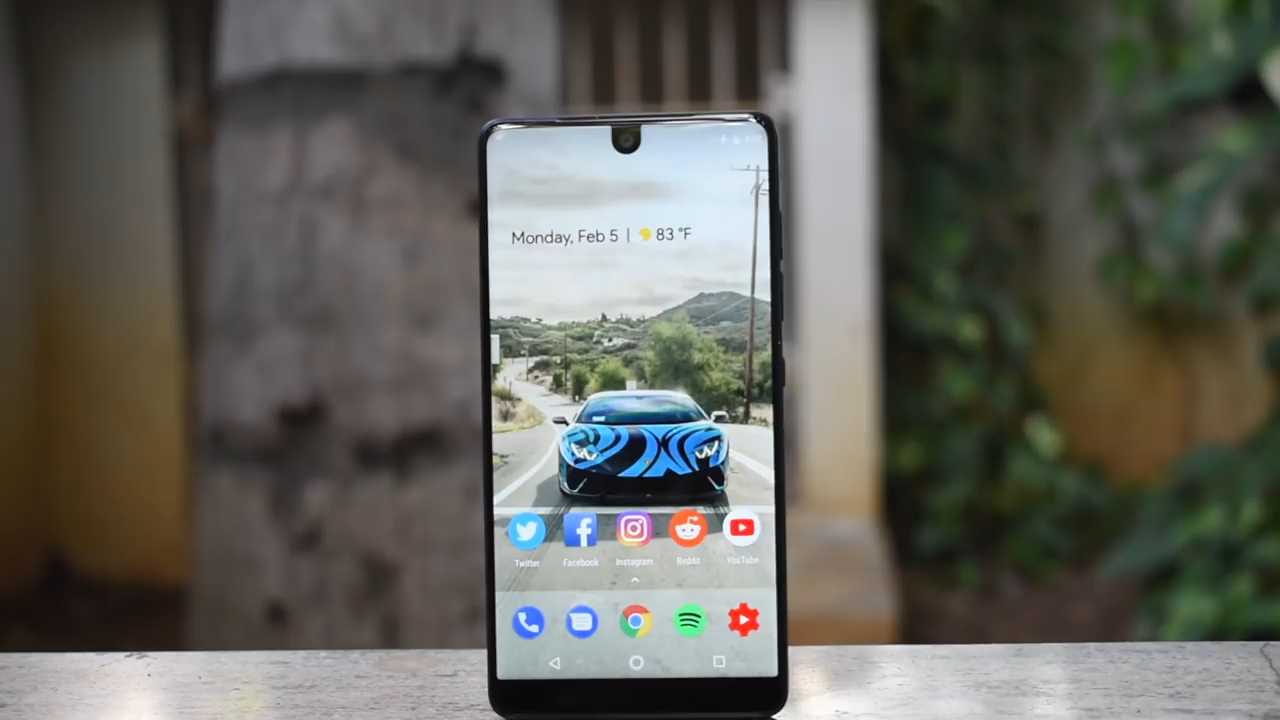 Monday, Feb 5 | 83 °F
Twitter
Facebook
Instagram
Reddit
YouTube